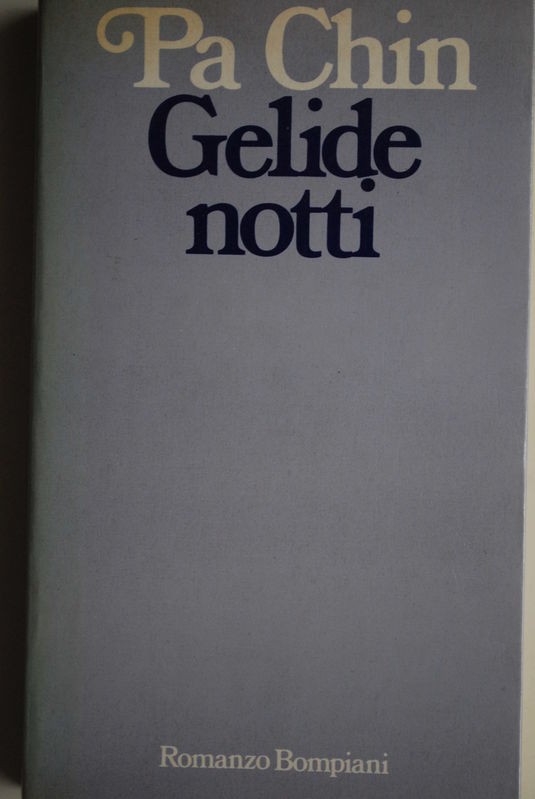 Pa Chin
Gelide
notti
Romanzo Bompiani